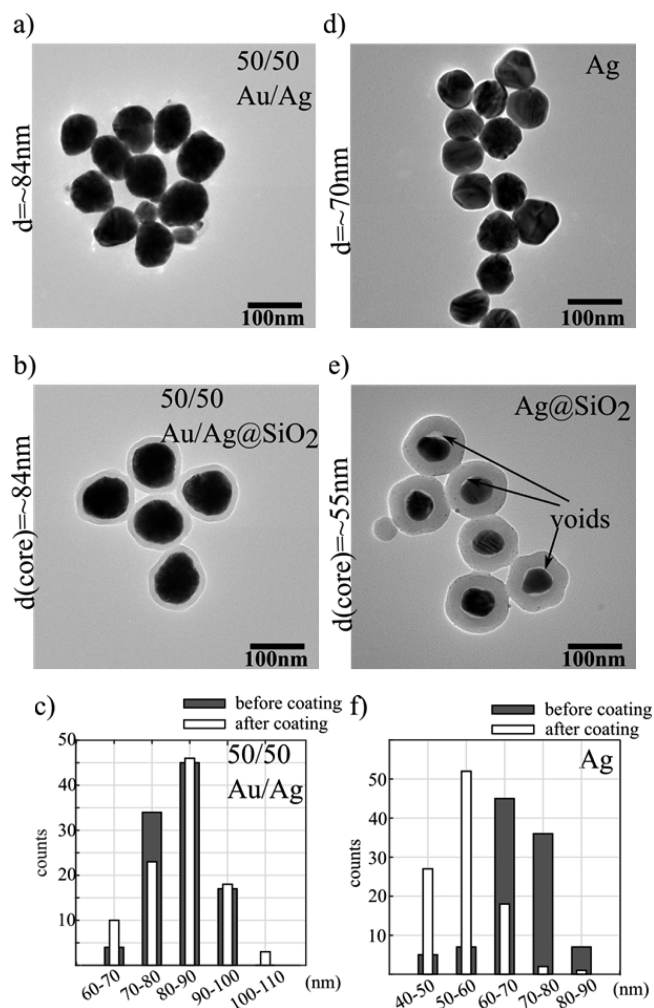 a)
50/50
Au/Ag
d=~84nm
100nm
d)
Ag
d=~70nm
100nm
b)
50/50
Au/Ag@SiO₂
d(core)=~84nm
100nm
e)
Ag@SiO₂
voids
d(core)=~55nm
100nm
c)
before coating
after coating
50/50
Au/Ag
counts
50
40
30
20
10
60-70
70-80
80-90
90-100
100-110
(nm)
f)
before coating
after coating
Ag
counts
50
40
30
20
10
40-50
50-60
60-70
70-80
80-90
(nm)